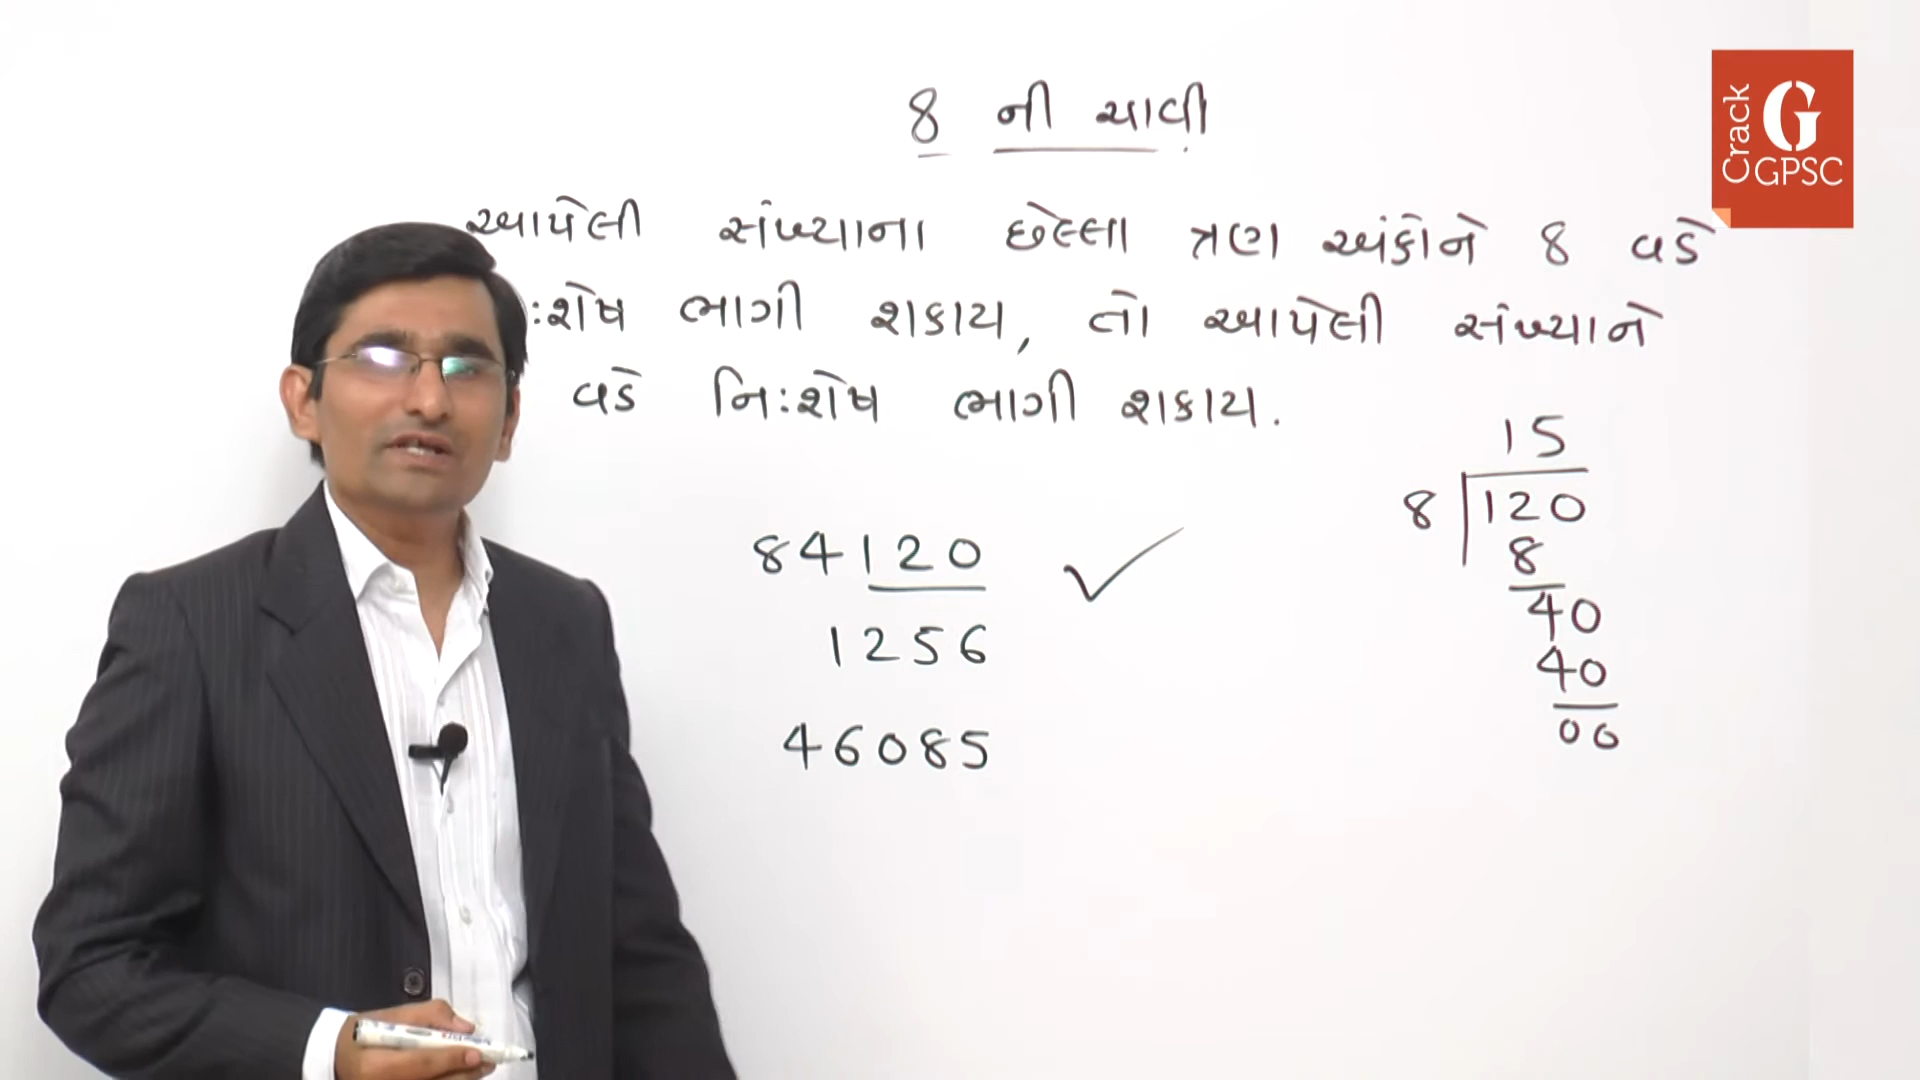 8 ની ચાવી
આપેલી સંખ્યાના છેલ્લા ત્રણ અંકોને 8 વડે
:શેષ ભાગી શકાય, તો આપેલી સંખ્યાને
વડે નિ:શેષ ભાગી શકાય.
84120 ✓
1256
46085
15
8 120
8
40
40
00
Crack
G
GPSC